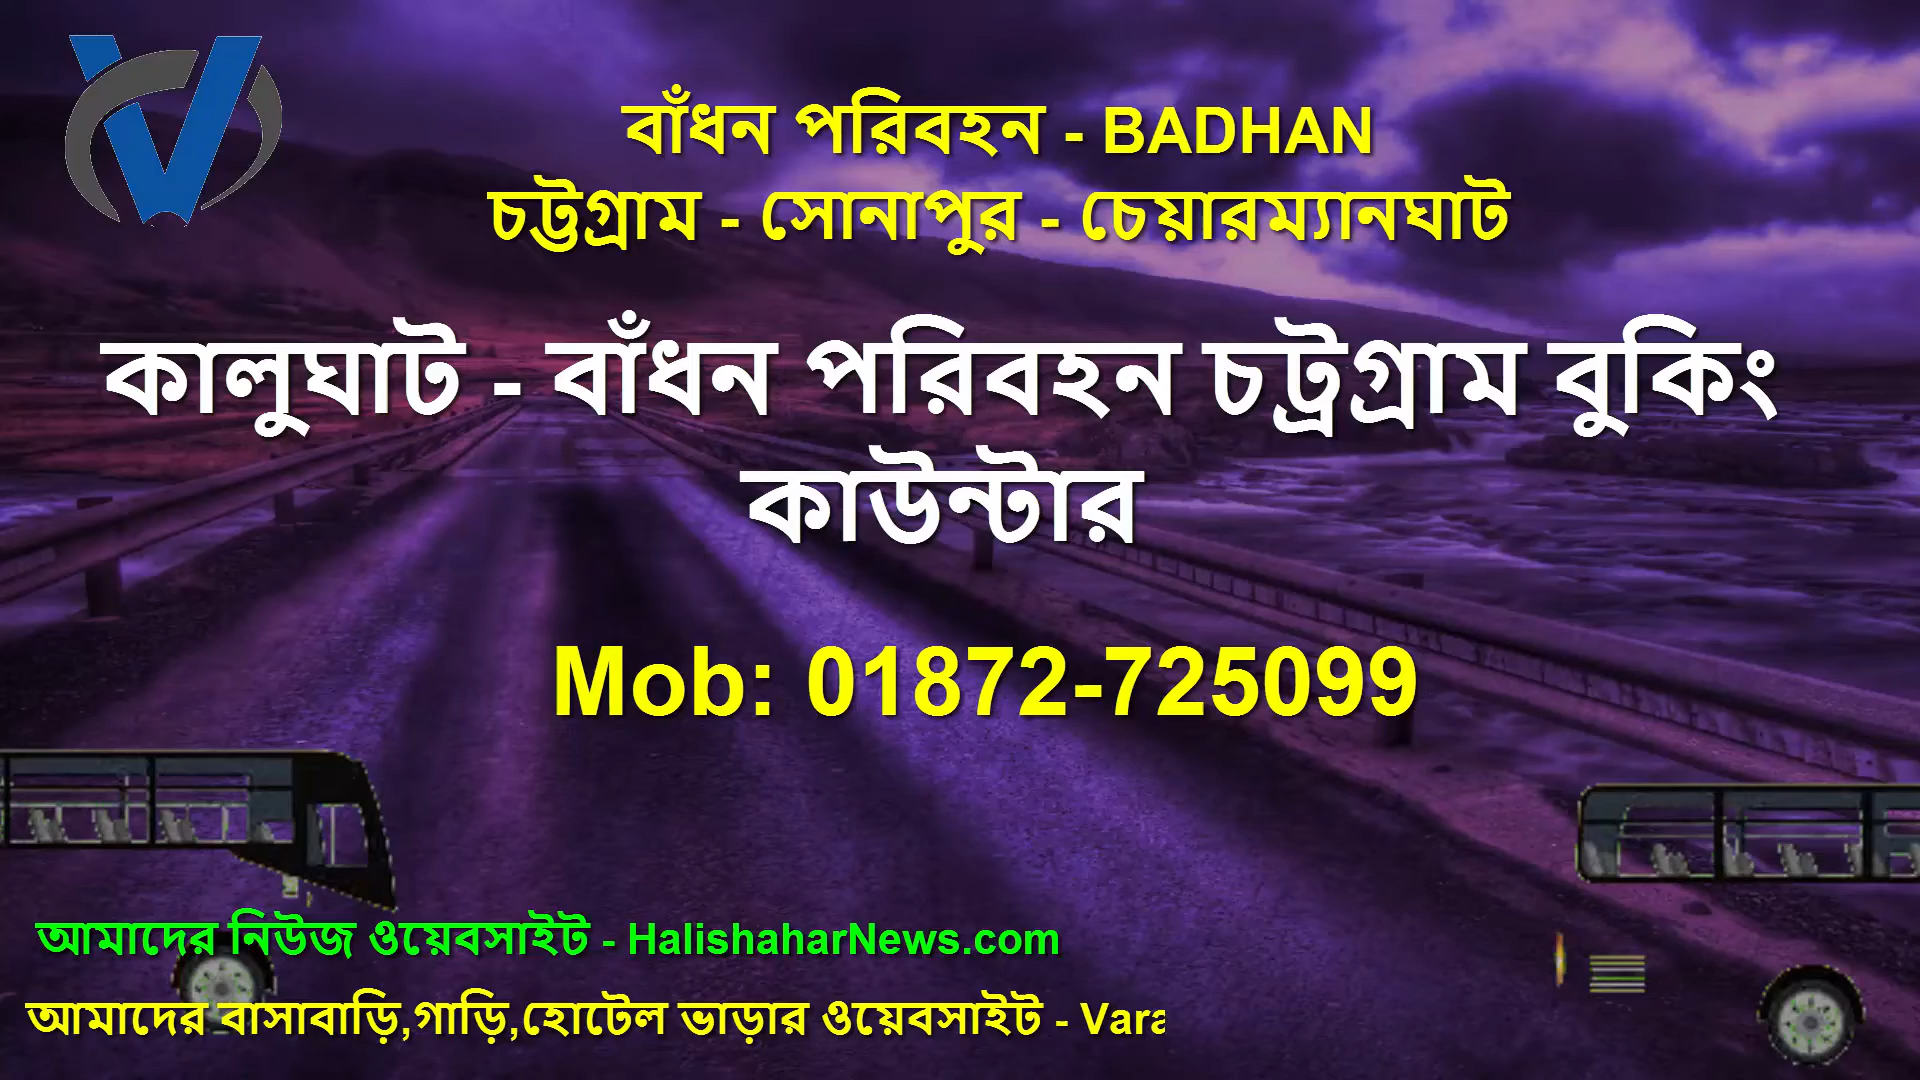 বাঁধন পরিবহন - BADHAN
চট্টগ্রাম - সোনাপুর - চেয়ারম্যানঘাট
কালুঘাট - বাঁধন পরিবহন চট্রগ্রাম বুকিং
কাউন্টার
Mob: 01872-725099
আমাদের নিউজ ওয়েবসাইট - HalishaharNews.com
আমাদের বাসাবাড়ি,গাড়ি,হোটেল ভাড়ার ওয়েবসাইট -